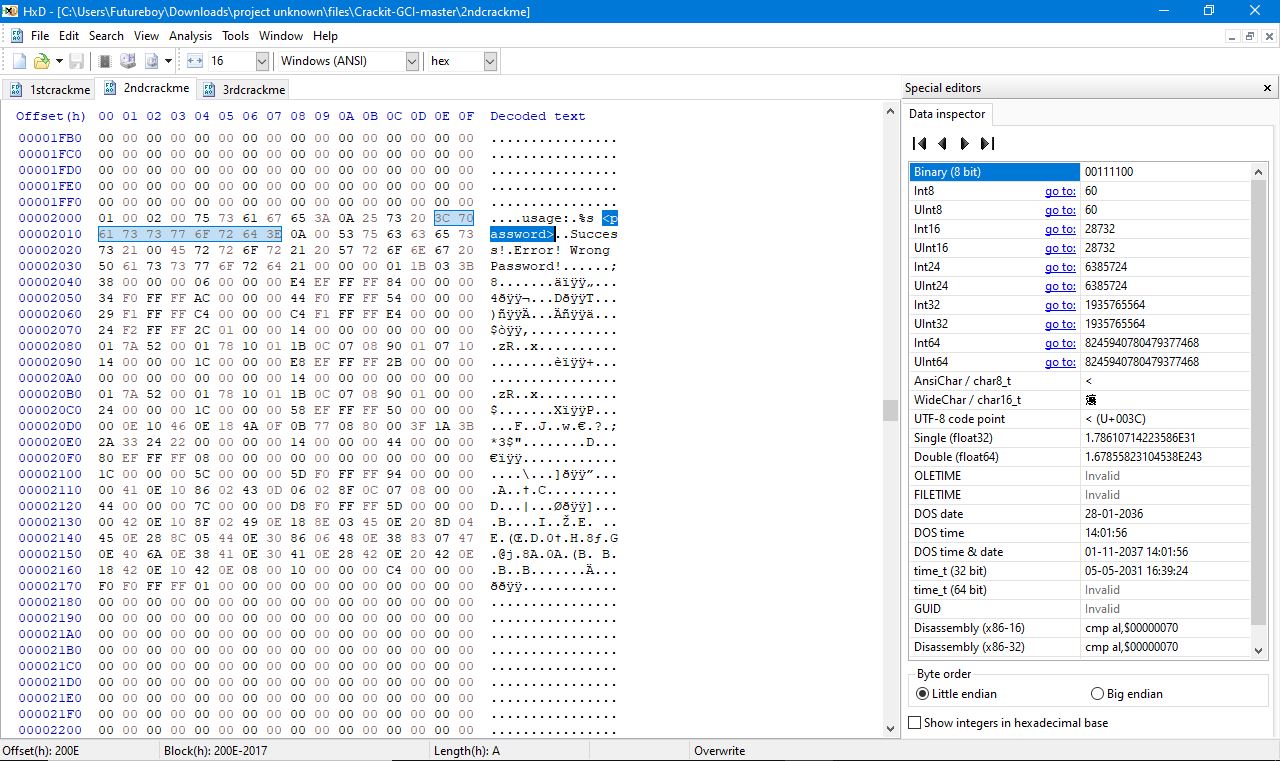 HxD - [C:\Users\Futureboy\Downloads\project unknown\files\Crackit-GCI-master\2ndcrackme]
File Edit Search View Analysis Tools Window Help
16 Windows (ANSI) hex
1stcrackme 2ndcrackme 3rdcrackme
Offset(h) 00 01 02 03 04 05 06 07 08 09 0A 0B 0C 0D 0E 0F Decoded text
00001FB0 00 00 00 00 00 00 00 00 00 00 00 00 00 00 00 00 ................
00001FC0 00 00 00 00 00 00 00 00 00 00 00 00 00 00 00 00 ................
00001FD0 00 00 00 00 00 00 00 00 00 00 00 00 00 00 00 00 ................
00001FE0 00 00 00 00 00 00 00 00 00 00 00 00 00 00 00 00 ................
00001FF0 00 00 00 00 00 00 00 00 00 00 00 00 00 00 00 00 ................
00002000 01 00 02 00 75 73 61 67 65 3A 0A 25 73 20 3C 70 ....usage:.%s <p
00002010 61 73 73 77 6F 72 64 3E 0A 00 53 75 63 63 65 73 assword>..Succes
00002020 73 21 00 45 72 72 6F 72 21 20 57 72 6F 6E 67 20 s!.Error! Wrong
00002030 50 61 73 73 77 6F 72 64 21 00 00 00 01 1B 03 3B Password!......;
00002040 38 00 00 00 06 00 00 00 E4 EF FF FF 84 00 00 00 8.......äïÿÿ„...
00002050 34 F0 FF FF AC 00 00 00 44 F0 FF FF 54 00 00 00 4ðÿÿ¬...DðÿÿT...
00002060 29 F1 FF FF C4 00 00 00 C4 F1 FF FF E4 00 00 00 )ñÿÿÄ...Äñÿÿä...
00002070 24 F2 FF FF 2C 01 00 00 14 00 00 00 00 00 00 00 $òÿÿ,...........
00002080 01 7A 52 00 01 78 10 01 1B 0C 07 08 90 01 07 10 .zR..x..........
00002090 14 00 00 00 1C 00 00 00 E8 EF FF FF 2B 00 00 00 ........èïÿÿ+...
000020A0 00 00 00 00 00 00 00 00 14 00 00 00 00 00 00 00 ................
000020B0 01 7A 52 00 01 78 10 01 1B 0C 07 08 90 01 00 00 .zR..x..........
000020C0 24 00 00 00 1C 00 00 00 58 EF FF FF 50 00 00 00 $.......XïÿÿP...
000020D0 00 0E 10 46 0E 18 4A 0F 0B 77 08 80 00 3F 1A 3B ...F..J..w.€.?.;
000020E0 2A 33 24 22 00 00 00 00 14 00 00 00 44 00 00 00 *3$"........D...
000020F0 80 EF FF FF 08 00 00 00 00 00 00 00 00 00 00 00 €ïÿÿ............
00002100 1C 00 00 00 5C 00 00 00 5D F0 FF FF 94 00 00 00 ....\...]ðÿÿ”...
00002110 00 41 0E 10 86 02 43 0D 06 02 8F 0C 07 08 00 00 .A..†.C.........
00002120 44 00 00 00 7C 00 00 00 D8 F0 FF FF 5D 00 00 00 D...|...Øðÿÿ]...
00002130 00 42 0E 10 8F 02 49 0E 18 8E 03 45 0E 20 8D 04 .B....I..Ž.E. ..
00002140 45 0E 28 8C 05 44 0E 30 86 06 48 0E 38 83 07 47 E.(Œ.D.0†.H.8ƒ.G
00002150 0E 40 6A 0E 38 41 0E 30 41 0E 28 42 0E 20 42 0E .@j.8A.0A.(B. B.
00002160 18 42 0E 10 42 0E 08 00 10 00 00 00 C4 00 00 00 .B..B.......Ä...
00002170 F0 F0 FF FF 01 00 00 00 00 00 00 00 00 00 00 00 ððÿÿ............
00002180 00 00 00 00 00 00 00 00 00 00 00 00 00 00 00 00 ................
00002190 00 00 00 00 00 00 00 00 00 00 00 00 00 00 00 00 ................
000021A0 00 00 00 00 00 00 00 00 00 00 00 00 00 00 00 00 ................
000021B0 00 00 00 00 00 00 00 00 00 00 00 00 00 00 00 00 ................
000021C0 00 00 00 00 00 00 00 00 00 00 00 00 00 00 00 00 ................
000021D0 00 00 00 00 00 00 00 00 00 00 00 00 00 00 00 00 ................
000021E0 00 00 00 00 00 00 00 00 00 00 00 00 00 00 00 00 ................
000021F0 00 00 00 00 00 00 00 00 00 00 00 00 00 00 00 00 ................
00002200 00 00 00 00 00 00 00 00 00 00 00 00 00 00 00 00 ................
Special editors
Data inspector
Binary (8 bit) 00111100
Int8 go to: 60
UInt8 go to: 60
Int16 go to: 28732
UInt16 go to: 28732
Int24 go to: 6385724
UInt24 go to: 6385724
Int32 go to: 1935765564
UInt32 go to: 1935765564
Int64 go to: 8245940780479377468
UInt64 go to: 8245940780479377468
AnsiChar / char8_t <
WideChar / char16_t
UTF-8 code point < (U+003C)
Single (float32) 1.78610714223586E31
Double (float64) 1.67855823104538E243
OLETIME Invalid
FILETIME Invalid
DOS date 28-01-2036
DOS time 14:01:56
DOS time & date 01-11-2037 14:01:56
time_t (32 bit) 05-05-2031 16:39:24
time_t (64 bit) Invalid
GUID Invalid
Disassembly (x86-16) cmp al,$00000070
Disassembly (x86-32) cmp al,$00000070
Byte order
Little endian Big endian
Show integers in hexadecimal base
Offset(h): 200E Block(h): 200E-2017 Length(h): A Overwrite